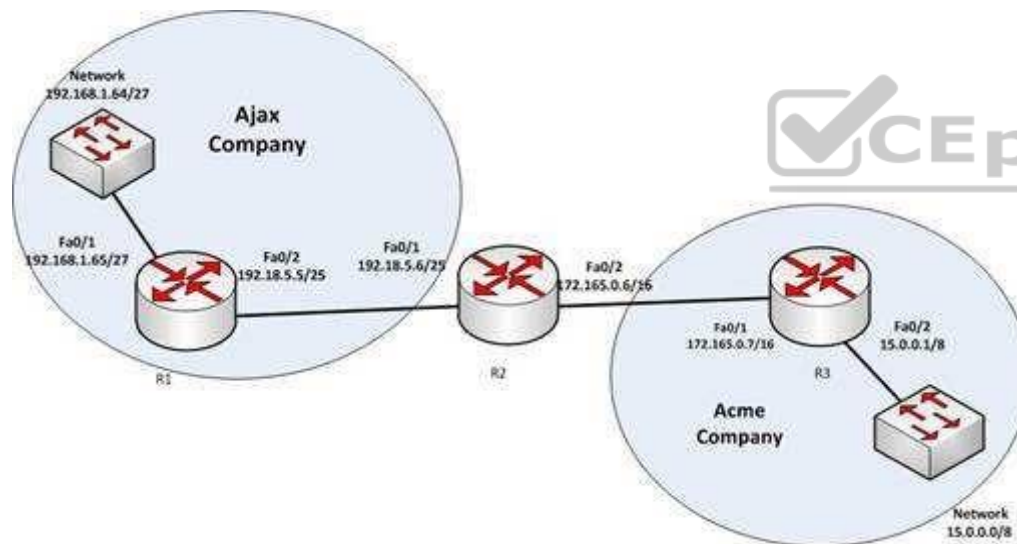 Network
192.168.1.64/27
Ajax
Company
CEp
Fa0/1
192.168.1.65/27
Fa0/2
192.18.5.5/25
Fa0/1
192.18.5.6/25
Fa0/2
172.165.0.6/16
Fa0/1
172.165.0.7/16
Fa0/2
15.0.0.1/8
R1
R2
R3
Acme
Company
Network
15.0.0.0/8